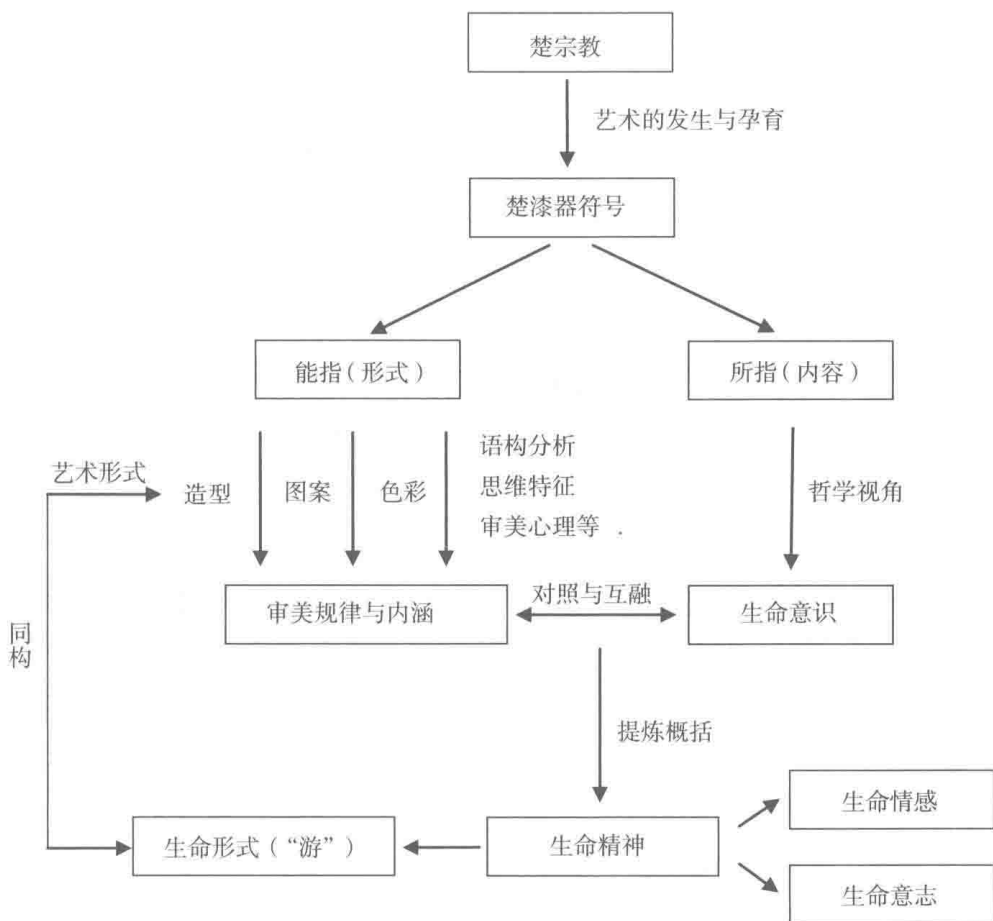 楚宗教
艺术的发生与孕育
楚漆器符号
能指（形式）
所指（内容）
艺术形式
造型
图案
色彩
语构分析
思维特征
审美心理等 .
哲学视角
审美规律与内涵
对照与互融
生命意识
同构
提炼概括
生命情感
生命形式（“游”）
生命精神
生命意志